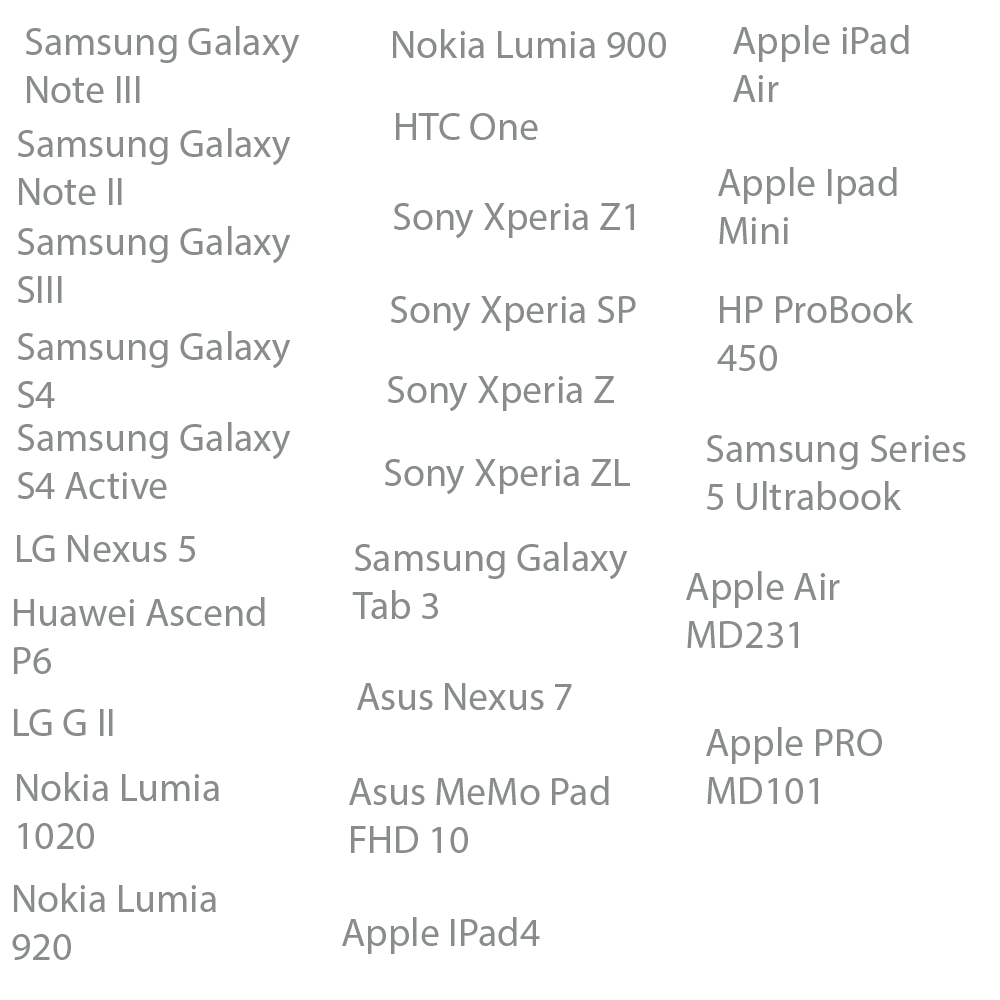 Samsung Galaxy
Note III
Samsung Galaxy
Note II
Samsung Galaxy
SIII
Samsung Galaxy
S4
Samsung Galaxy
S4 Active
LG Nexus 5
Huawei Ascend
P6
LG G II
Nokia Lumia
1020
Nokia Lumia
920
Nokia Lumia 900
HTC One
Sony Xperia Z1
Sony Xperia SP
Sony Xperia Z
Sony Xperia ZL
Samsung Galaxy
Tab 3
Asus Nexus 7
Asus MeMo Pad
FHD 10
Apple IPad4
Apple iPad
Air
Apple Ipad
Mini
HP ProBook
450
Samsung Series
5 Ultrabook
Apple Air
MD231
Apple PRO
MD101